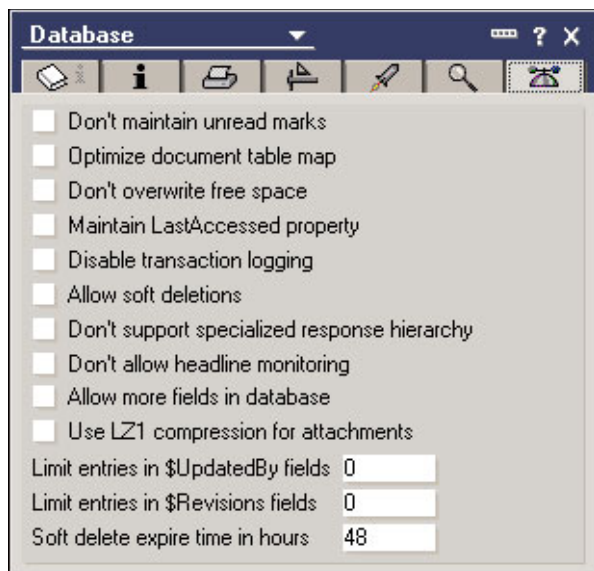 Database
? X
i i
Don't maintain unread marks
Optimize document table map
Don't overwrite free space
Maintain LastAccessed property
Disable transaction logging
Allow soft deletions
Don't support specialized response hierarchy
Don't allow headline monitoring
Allow more fields in database
Use LZ1 compression for attachments
Limit entries in $UpdatedBy fields 0
Limit entries in $Revisions fields 0
Soft delete expire time in hours 48